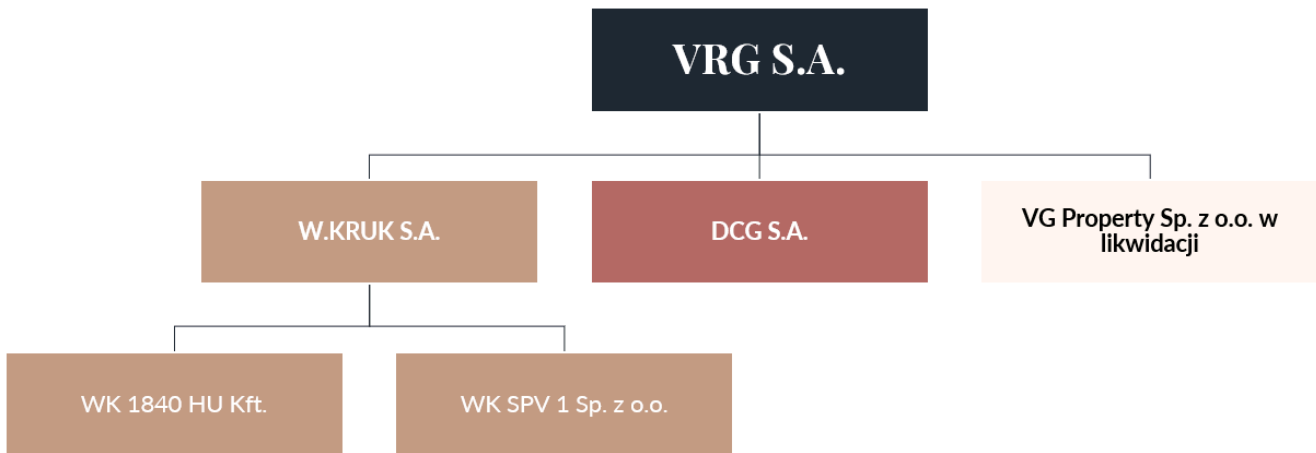 VRG S.A.
W.KRUK S.A.
DCG S.A.
VG Property Sp. z o.o. w
likwidacji
WK 1840 HU Kft.
WK SPV 1 Sp. z o.o.